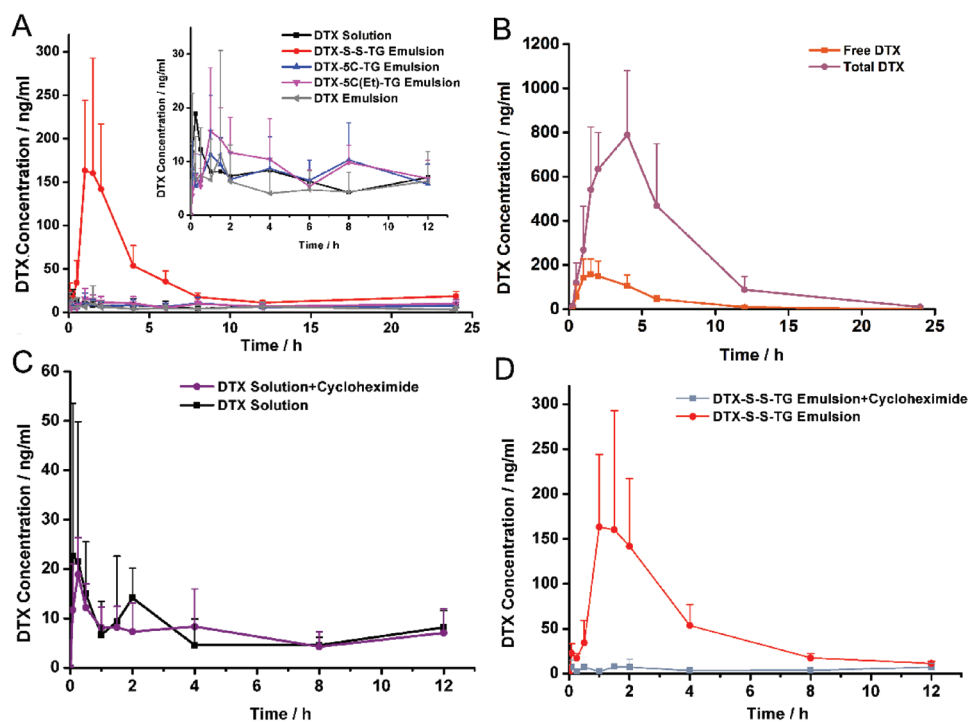 A
DTX Concentration / ng/ml
300
250
200
150
100
50
0
0
5
10
15
20
25
Time / h
DTX Concentration / ng/ml
30
20
10
0
0
2
4
6
8
10
12
Time / h
DTX Solution
DTX-S-S-TG Emulsion
DTX-5C-TG Emulsion
DTX-5C(Et)-TG Emulsion
DTX Emulsion
B
DTX Concentration / ng/ml
1200
1000
800
600
400
200
0
0
5
10
15
20
25
Time / h
Free DTX
Total DTX
C
DTX Concentration / ng/ml
60
50
40
30
20
10
0
0
2
4
6
8
10
12
Time / h
DTX Solution+Cycloheximide
DTX Solution
D
DTX Concentration / ng/ml
300
250
200
150
100
50
0
0
2
4
6
8
10
12
Time / h
DTX-S-S-TG Emulsion+Cycloheximide
DTX-S-S-TG Emulsion